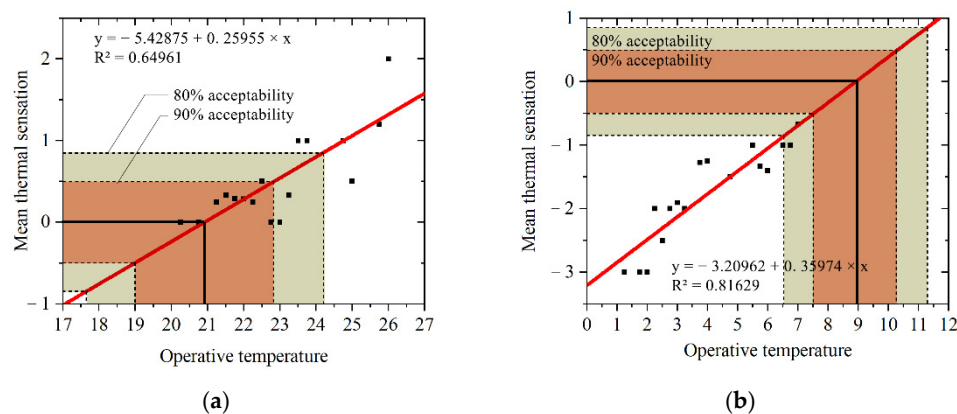 y = − 5.42875 + 0.25955 × x
R² = 0.64961
80% acceptability
90% acceptability
Mean thermal sensation
2
1
0
− 1
17 18 19 20 21 22 23 24 25 26 27
Operative temperature
(a)
80% acceptability
90% acceptability
Mean thermal sensation
1
0
−1
−2
−3
y = − 3.20962 + 0.35974 × x
R² = 0.81629
0 1 2 3 4 5 6 7 8 9 10 11 12
Operative temperature
(b)